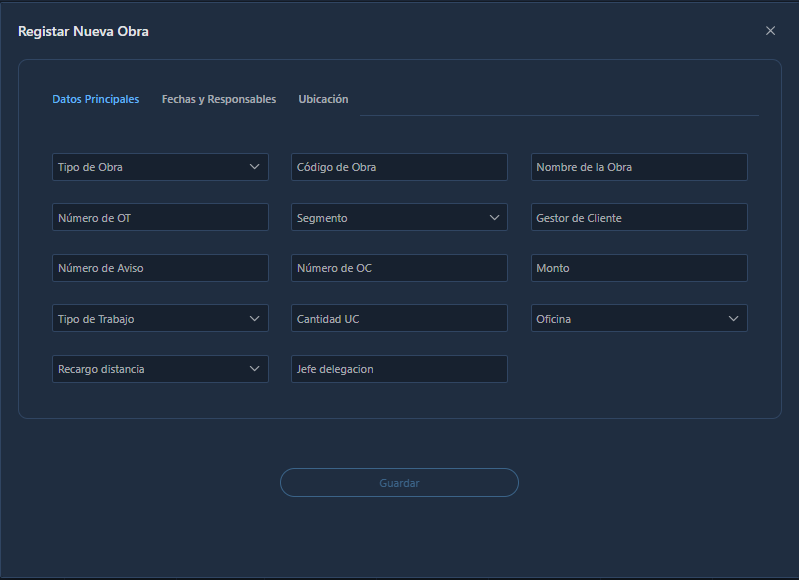 Registar Nueva Obra
Datos Principales Fechas y Responsables Ubicación
Tipo de Obra Código de Obra Nombre de la Obra
Número de OT Segmento Gestor de Cliente
Número de Aviso Número de OC Monto
Tipo de Trabajo Cantidad UC Oficina
Recargo distancia Jefe delegacion
Guardar